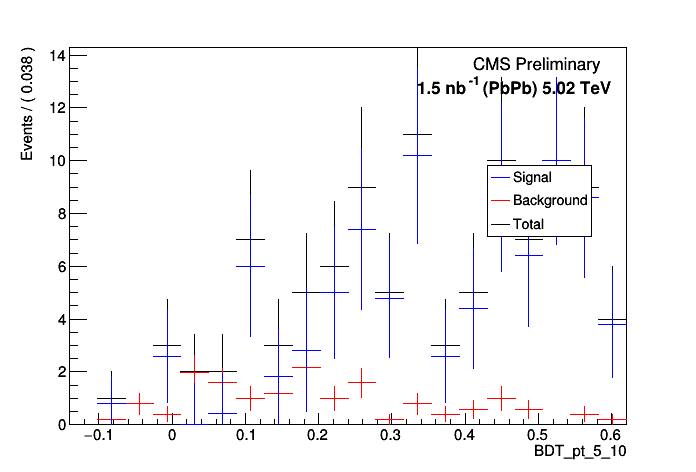 CMS Preliminary
1.5 nb-1 (PbPb) 5.02 TeV
Events / ( 0.038 )
14
12
10
8
6
4
2
0
Signal
Background
Total
−0.1 0 0.1 0.2 0.3 0.4 0.5 0.6
BDT_pt_5_10